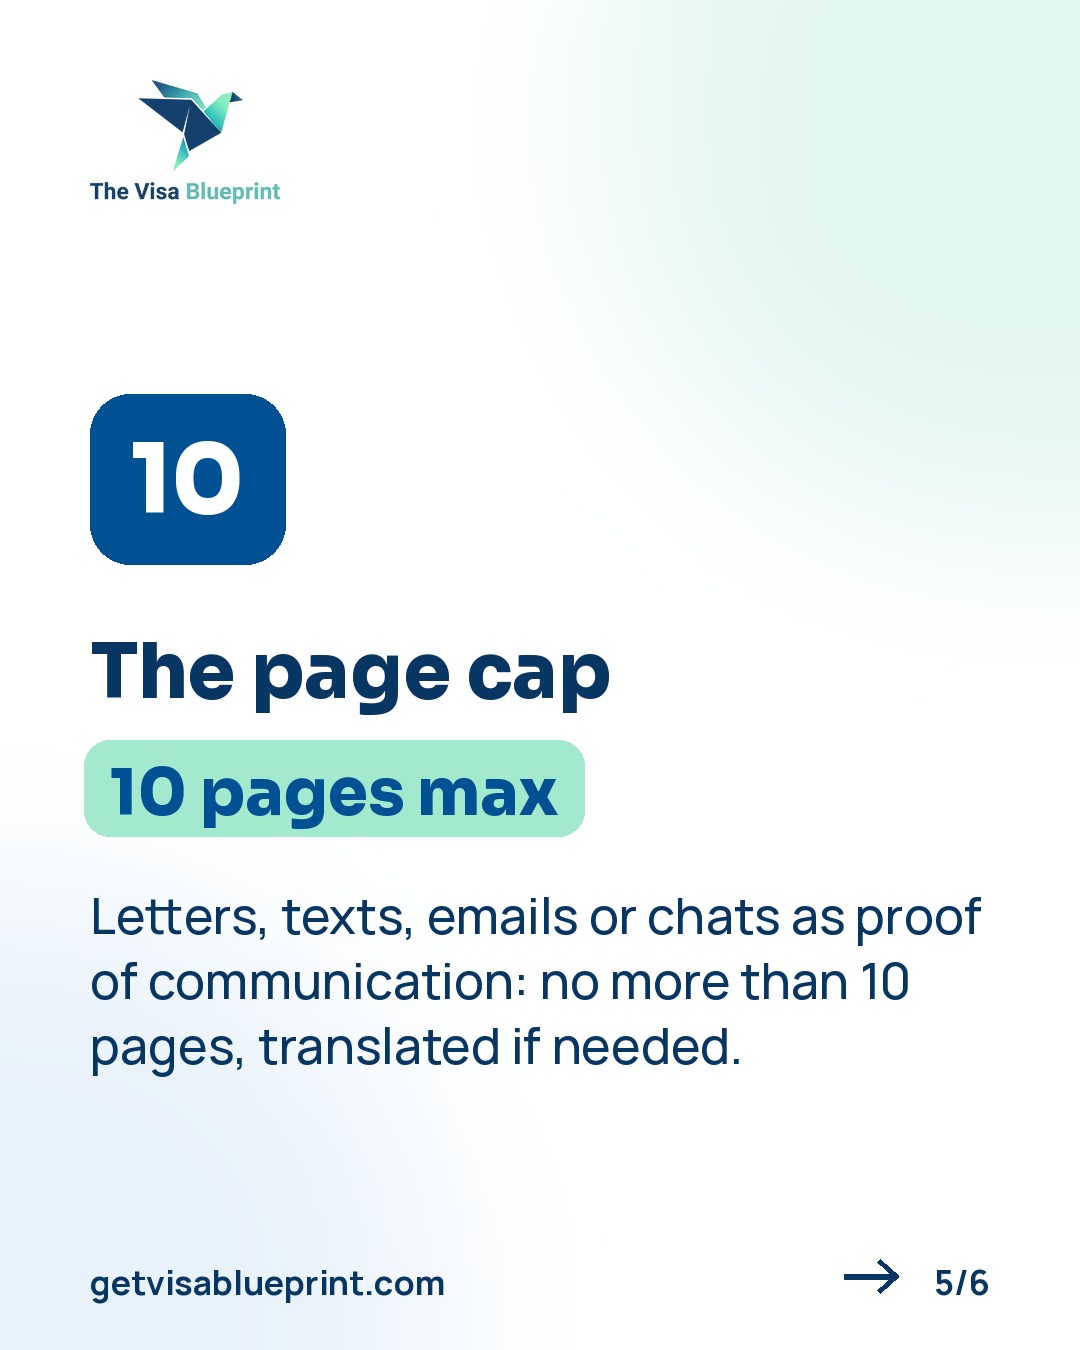 The Visa Blueprint
10
The page cap
10 pages max
Letters, texts, emails or chats as proof
of communication: no more than 10
pages, translated if needed.
getvisablueprint.com
5/6